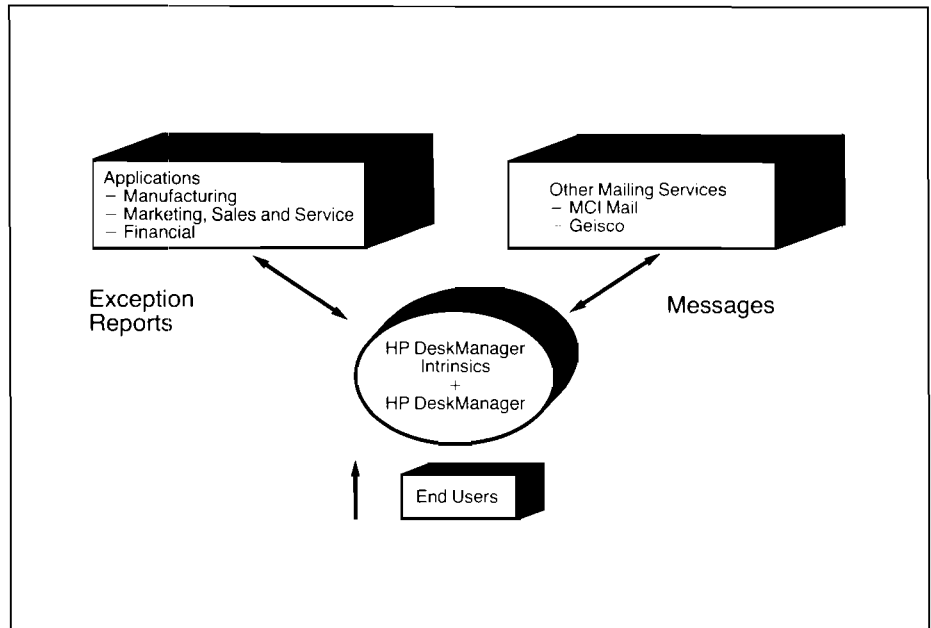 Applications
– Manufacturing
– Marketing, Sales and Service
– Financial
Other Mailing Services
– MCI Mail
– Geisco
Exception
Reports
Messages
HP DeskManager
Intrinsics
+
HP DeskManager
End Users